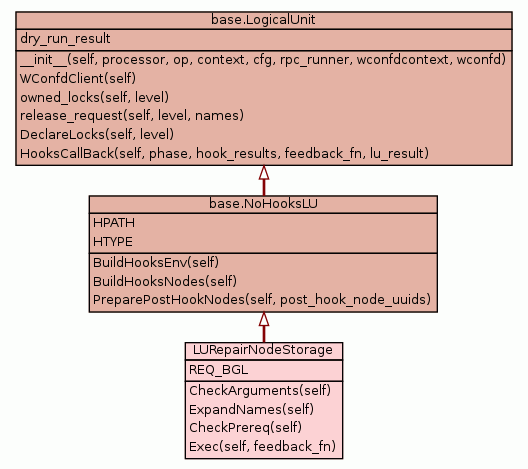 base.LogicalUnit
dry_run_result
__init__(self, processor, op, context, cfg, rpc_runner, wconfdcontext, wconfd)
WConfdClient(self)
owned_locks(self, level)
release_request(self, level, names)
DeclareLocks(self, level)
HooksCallBack(self, phase, hook_results, feedback_fn, lu_result)
base.NoHooksLU
HPATH
HTYPE
BuildHooksEnv(self)
BuildHooksNodes(self)
PreparePostHookNodes(self, post_hook_node_uuids)
LURepairNodeStorage
REQ_BGL
CheckArguments(self)
ExpandNames(self)
CheckPrereq(self)
Exec(self, feedback_fn)